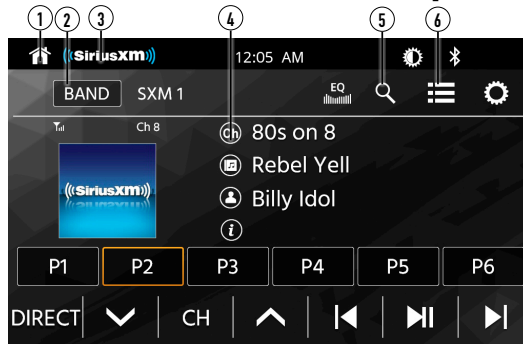 1 2 3 4 5 6
((SiriusXM)) 12:05 AM
BAND SXM 1 EQ
Ch 8
Ch 80s on 8
Rebel Yell
((SiriusXM))
Billy Idol
i
P1 P2 P3 P4 P5 P6
DIRECT CH